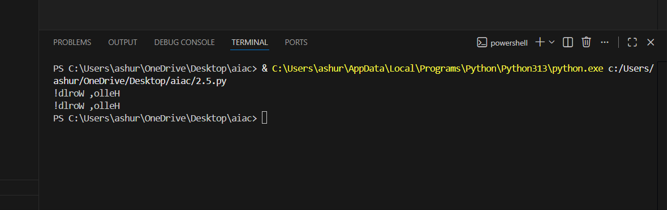 PROBLEMS OUTPUT DEBUG CONSOLE TERMINAL PORTS powershell
PS C:\Users\ashur\OneDrive\Desktop\aiac> & C:\Users\ashur\AppData\Local\Programs\Python\Python313\python.exe c:/Users/
ashur/OneDrive/Desktop/aiac/2.5.py
!dlroW ,olleH
!dlroW ,olleH
PS C:\Users\ashur\OneDrive\Desktop\aiac>